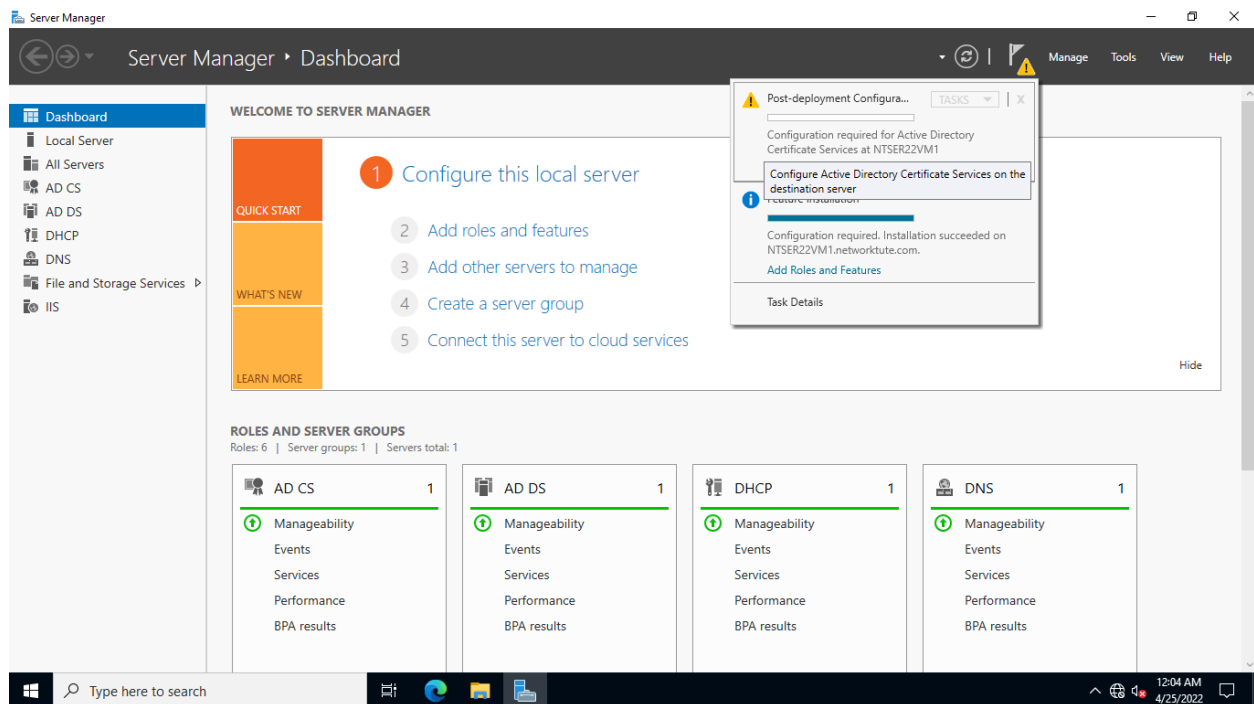 Server Manager
Server Manager • Dashboard
Manage Tools View Help
Dashboard
Local Server
All Servers
AD CS
AD DS
DHCP
DNS
File and Storage Services
IIS
WELCOME TO SERVER MANAGER
QUICK START
WHAT'S NEW
LEARN MORE
1 Configure this local server
2 Add roles and features
3 Add other servers to manage
4 Create a server group
5 Connect this server to cloud services
Hide
Post-deployment Configura... TASKS X
Configuration required for Active Directory
Certificate Services at NTSER22VM1
Configure Active Directory Certificate Services on the
destination server
Feature installation
Configuration required. Installation succeeded on
NTSER22VM1.networktute.com.
Add Roles and Features
Task Details
ROLES AND SERVER GROUPS
Roles: 6 | Server groups: 1 | Servers total: 1
AD CS 1
Manageability
Events
Services
Performance
BPA results
AD DS 1
Manageability
Events
Services
Performance
BPA results
DHCP 1
Manageability
Events
Services
Performance
BPA results
DNS 1
Manageability
Events
Services
Performance
BPA results
Type here to search
12:04 AM
4/25/2022